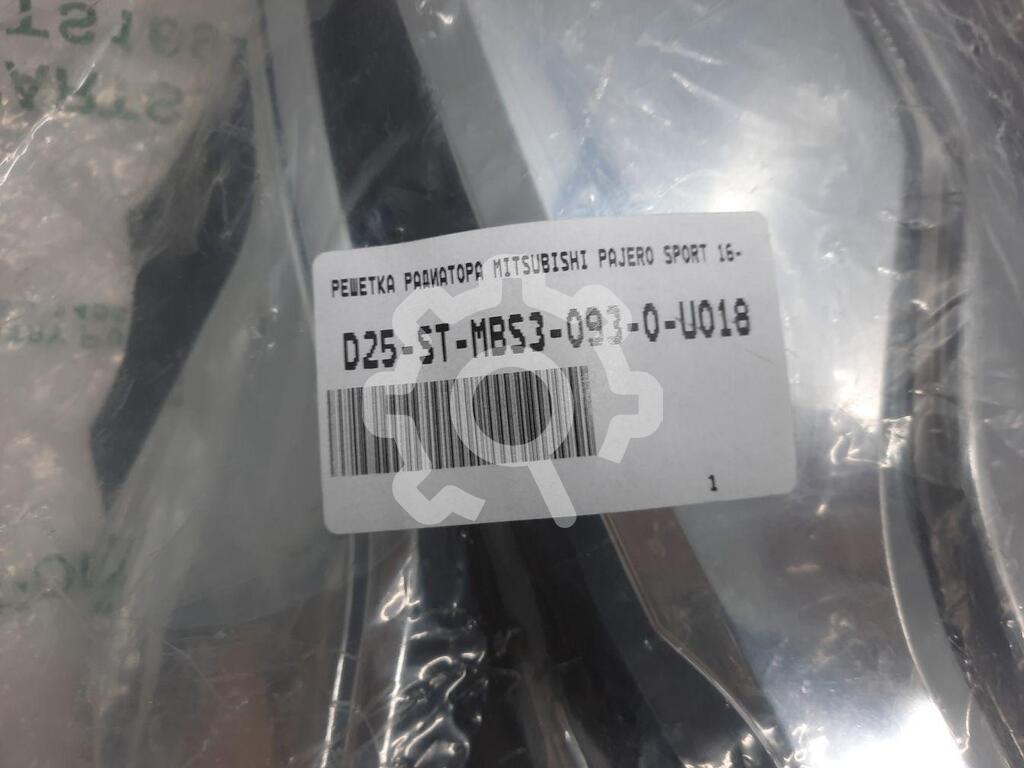 РЕШЕТКА РАДИАТОРА MITSUBISHI PAJERO SPORT 16-
D25-ST-MBS3-093-0-U018
1